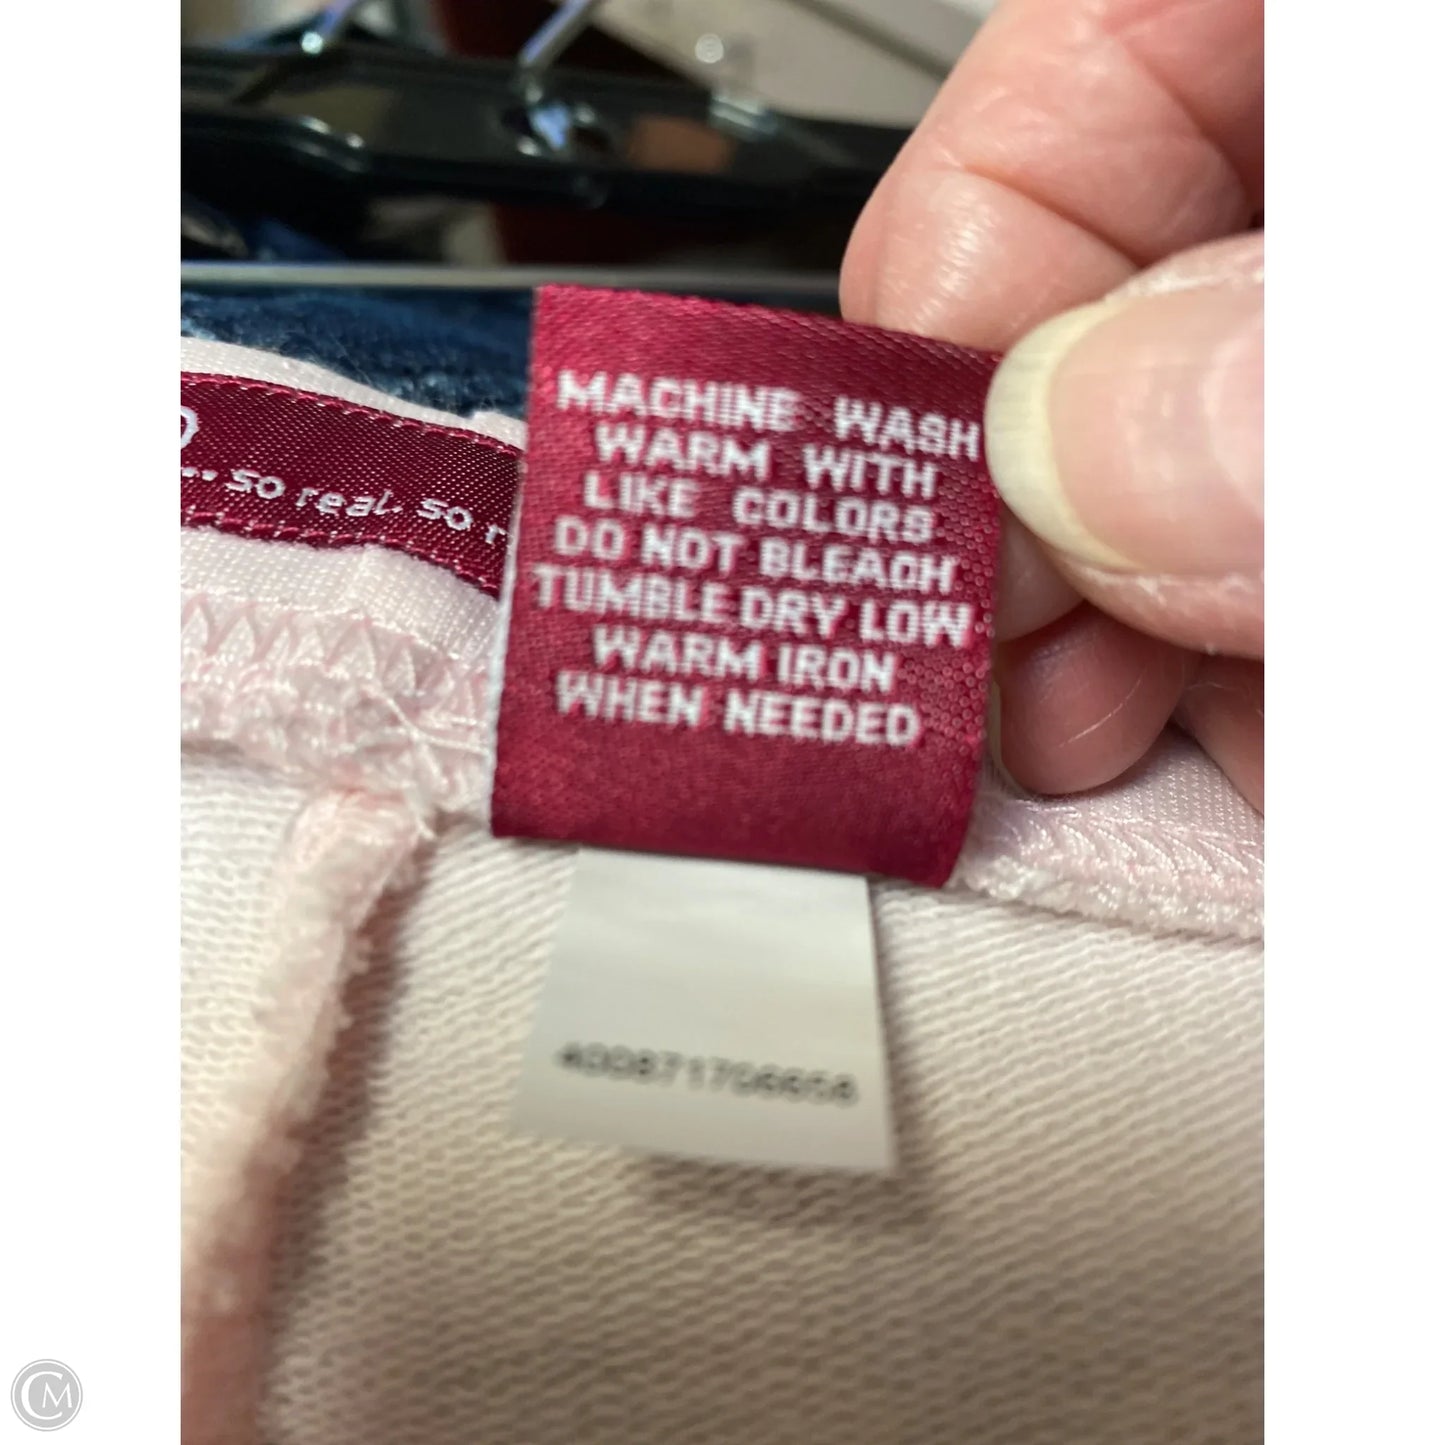 ... so real. so r
MACHINE WASH
WARM WITH
LIKE COLORS
DO NOT BLEACH
TUMBLE DRY LOW
WARM IRON
WHEN NEEDED
CM